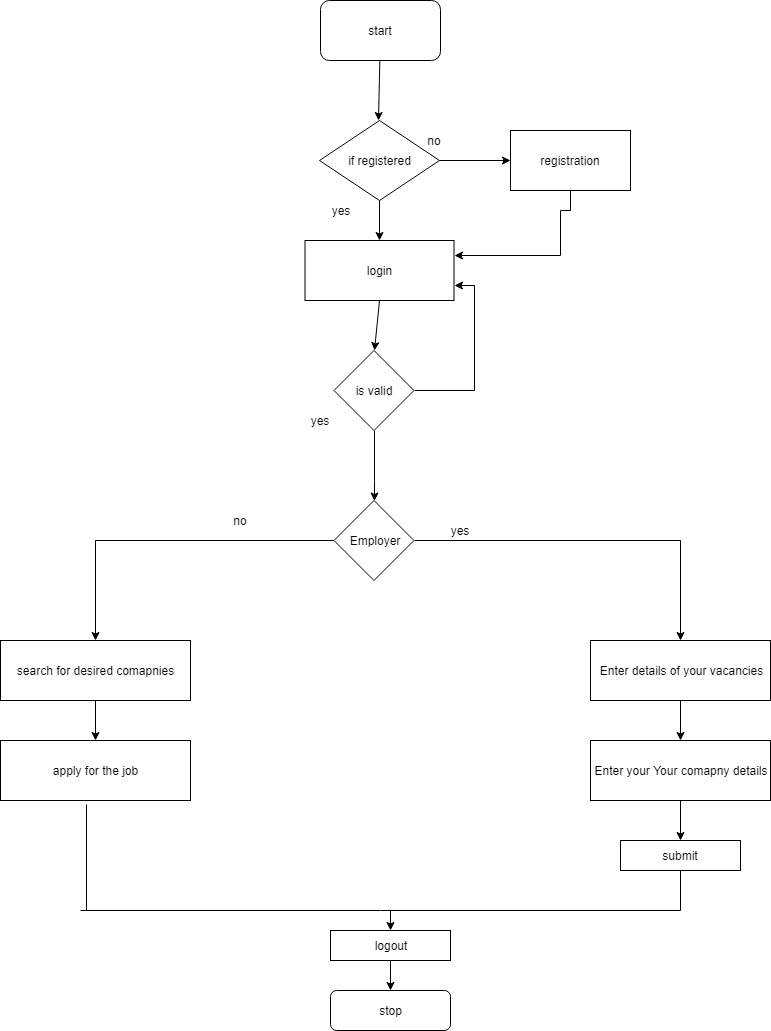 start
if registered
no
registration
yes
login
is valid
yes
Employer
no
yes
search for desired comapnies
Enter details of your vacancies
apply for the job
Enter your Your comapny details
submit
logout
stop